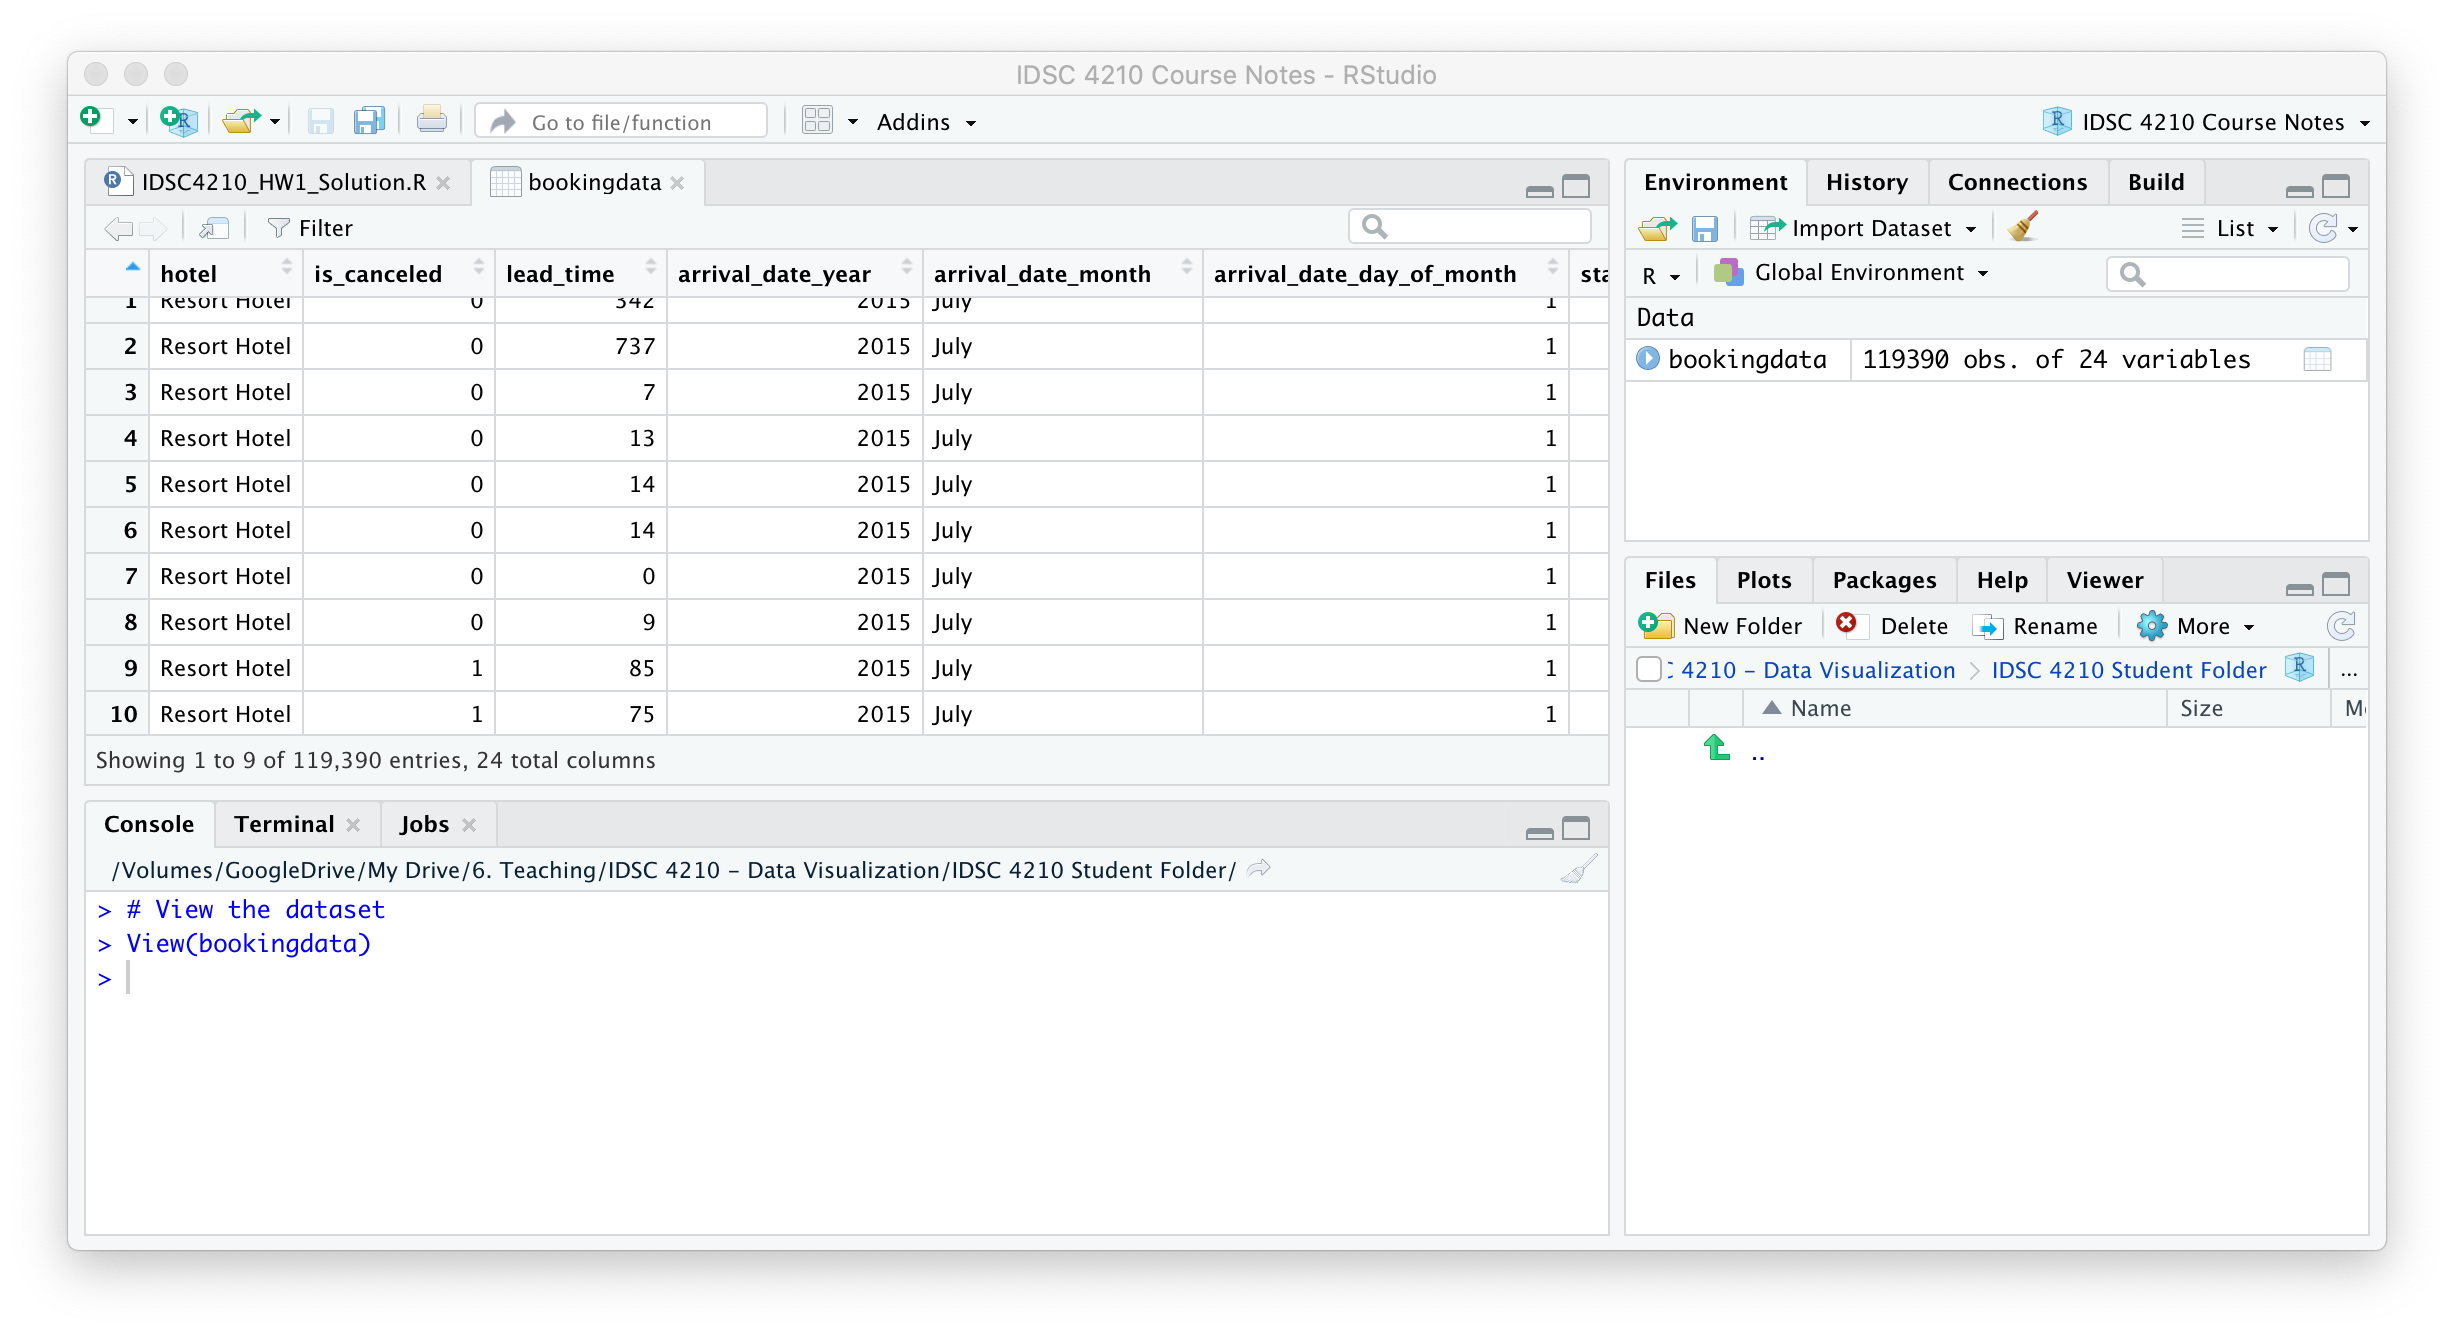 IDSC 4210 Course Notes - RStudio
Go to file/function
Addins
IDSC 4210 Course Notes
IDSC4210_HW1_Solution.R
bookingdata
Filter
hotel is_canceled lead_time arrival_date_year arrival_date_month arrival_date_day_of_month sta
1 Resort Hotel 0 342 2015 July 1
2 Resort Hotel 0 737 2015 July 1
3 Resort Hotel 0 7 2015 July 1
4 Resort Hotel 0 13 2015 July 1
5 Resort Hotel 0 14 2015 July 1
6 Resort Hotel 0 14 2015 July 1
7 Resort Hotel 0 0 2015 July 1
8 Resort Hotel 0 9 2015 July 1
9 Resort Hotel 1 85 2015 July 1
10 Resort Hotel 1 75 2015 July 1
Showing 1 to 9 of 119,390 entries, 24 total columns
Console Terminal Jobs
/Volumes/GoogleDrive/My Drive/6. Teaching/IDSC 4210 – Data Visualization/IDSC 4210 Student Folder/
> # View the dataset
> View(bookingdata)
>
Environment History Connections Build
Import Dataset List
R Global Environment
Data
bookingdata 119390 obs. of 24 variables
Files Plots Packages Help Viewer
New Folder Delete Rename More
4210 – Data Visualization > IDSC 4210 Student Folder ...
Name Size
..